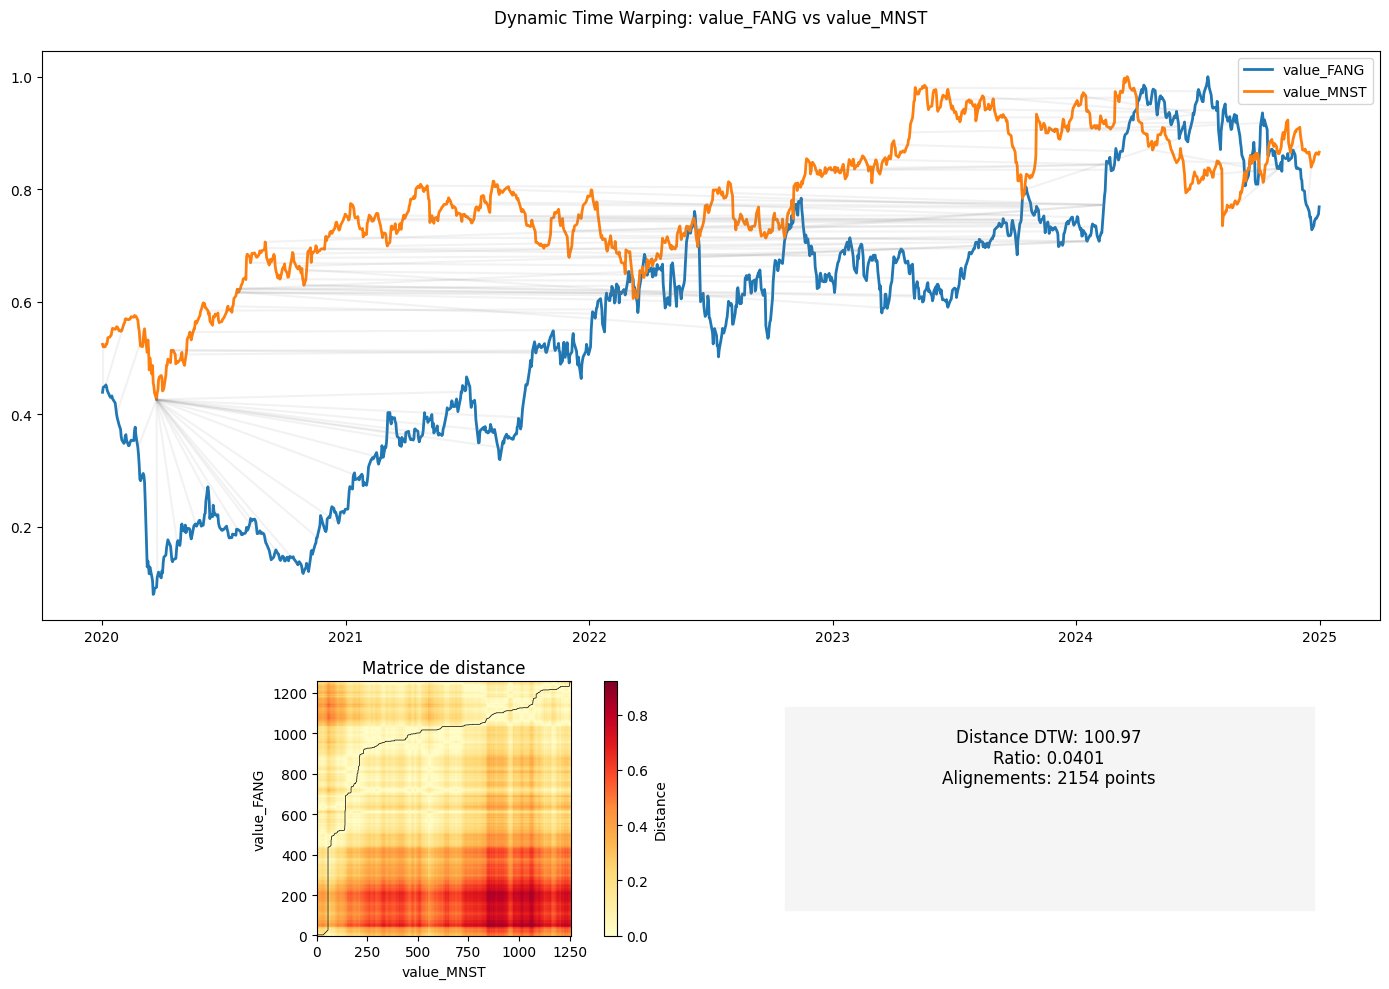 Dynamic Time Warping: value_FANG vs value_MNST
value_FANG
value_MNST
1.0
0.8
0.6
0.4
0.2
2020 2021 2022 2023 2024 2025
Matrice de distance
1200
1000
800
600
400
200
0
value_FANG
0 250 500 750 1000 1250
value_MNST
0.8
0.6
0.4
0.2
0.0
Distance
Distance DTW: 100.97
Ratio: 0.0401
Alignements: 2154 points